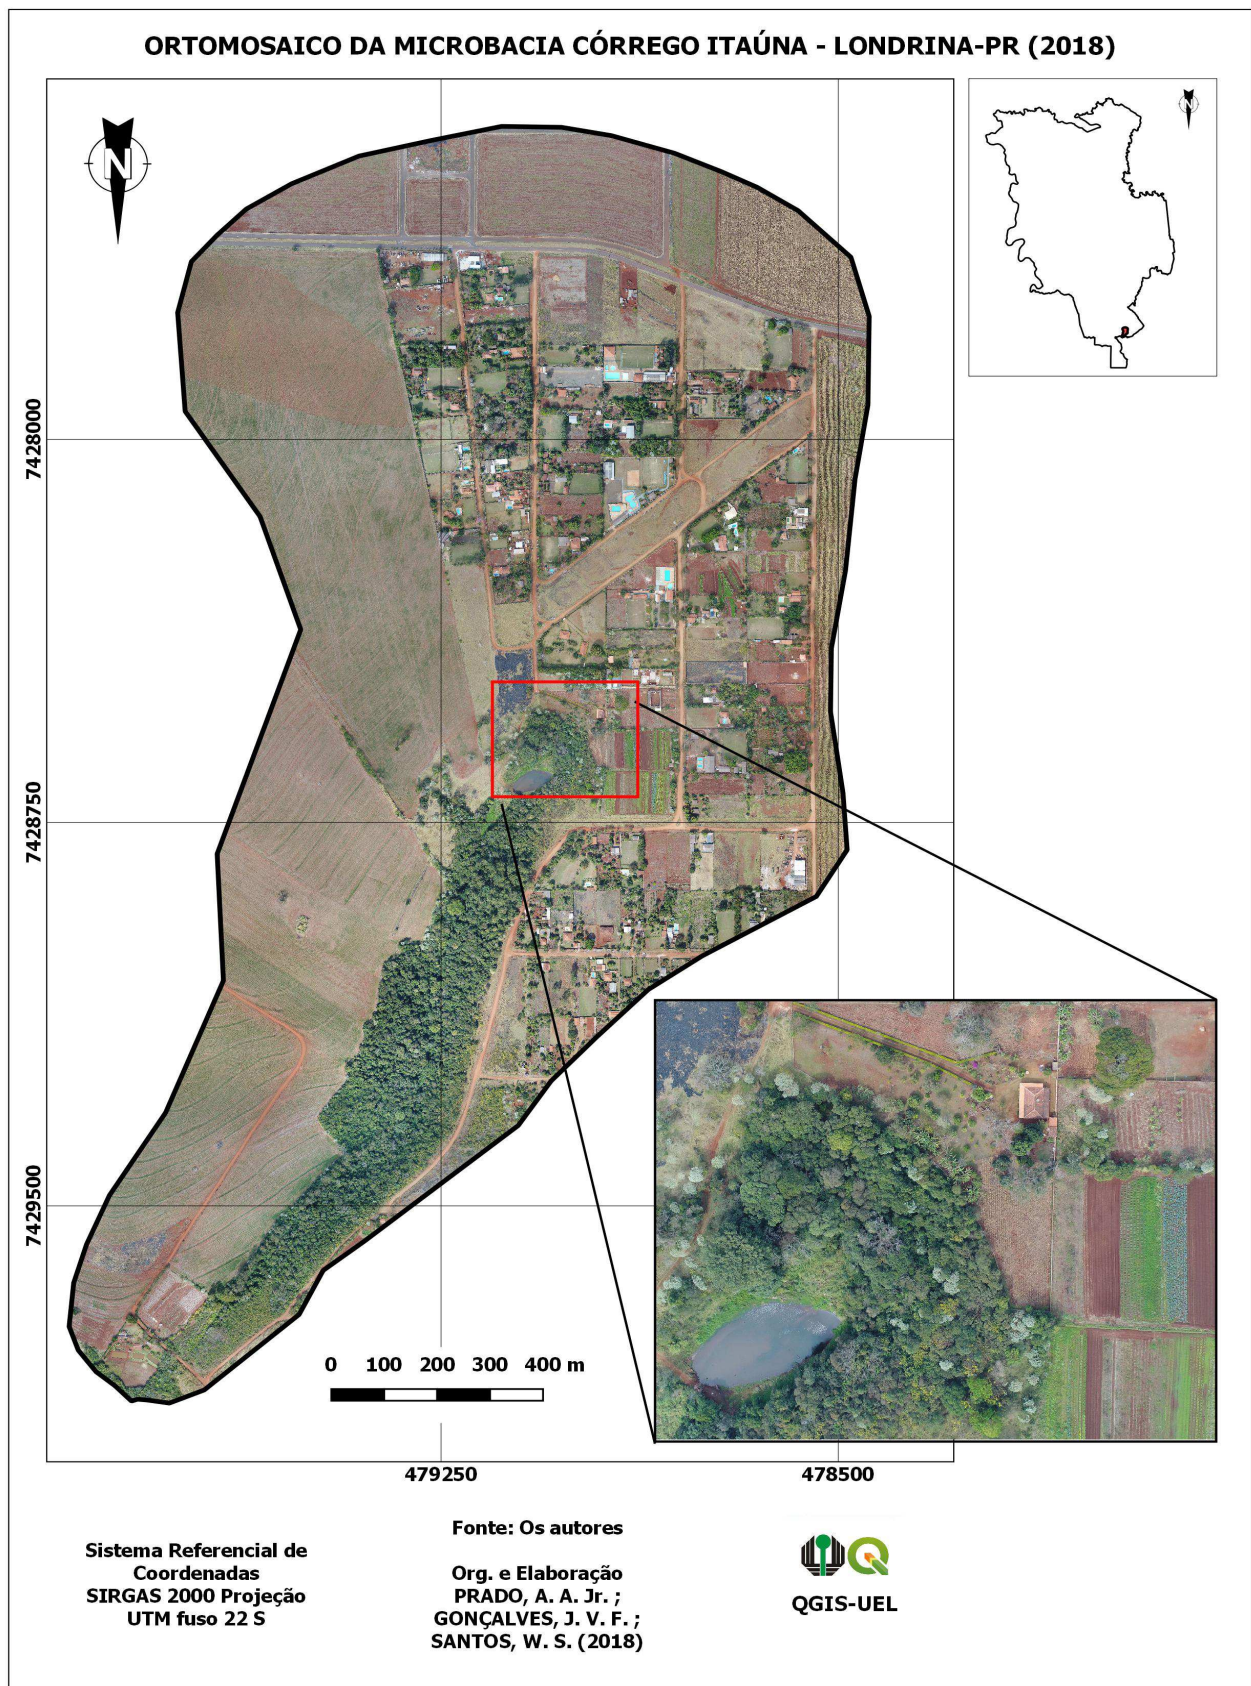 ORTOMOSAICO DA MICROBACIA CÓRREGO ITAÚNA - LONDRINA-PR (2018)
N
N
7428000
7428750
7429500
0 100 200 300 400 m
479250 478500
Sistema Referencial de
Coordenadas
SIRGAS 2000 Projeção
UTM fuso 22 S
Fonte: Os autores
Org. e Elaboração
PRADO, A. A. Jr. ;
GONÇALVES, J. V. F. ;
SANTOS, W. S. (2018)
QGIS-UEL